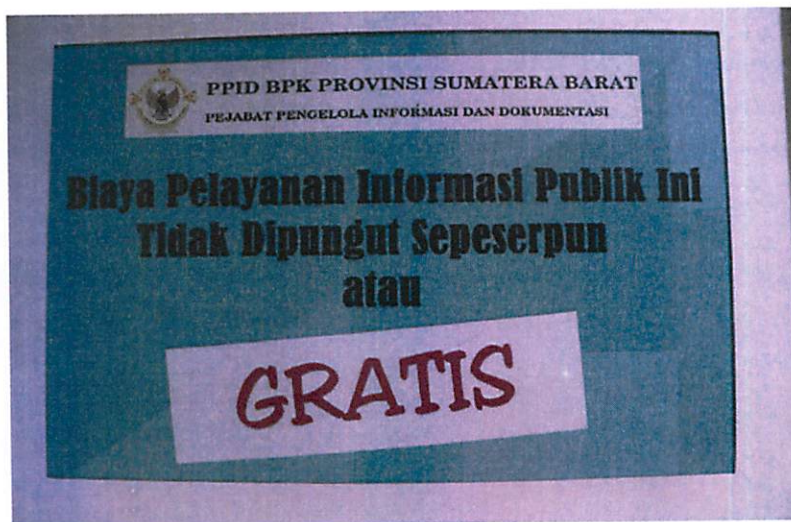 PPID BPK PROVINSI SUMATERA BARAT
PEJABAT PENGELOLA INFORMASI DAN DOKUMENTASI
Biaya Pelayanan Informasi Publik Ini
Tidak Dipungut Sepeserpun
atau
GRATIS